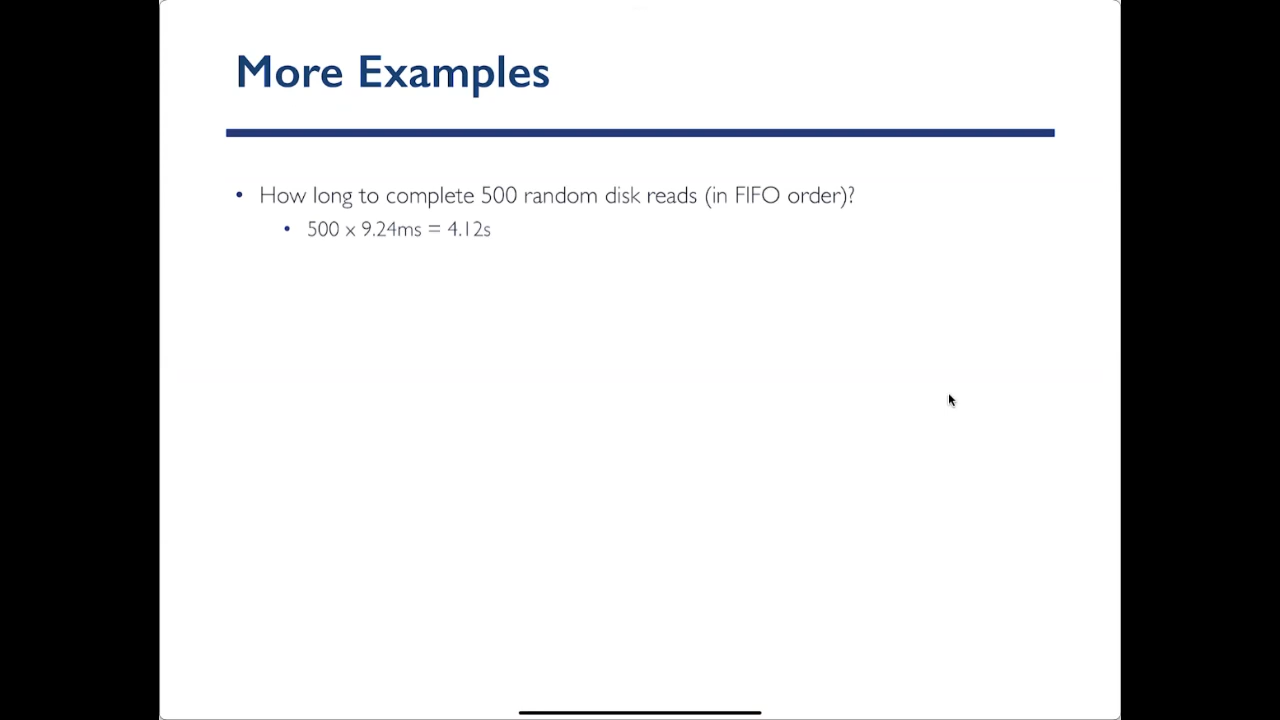 More Examples
• How long to complete 500 random disk reads (in FIFO order)?
• 500 x 9.24ms = 4.12s